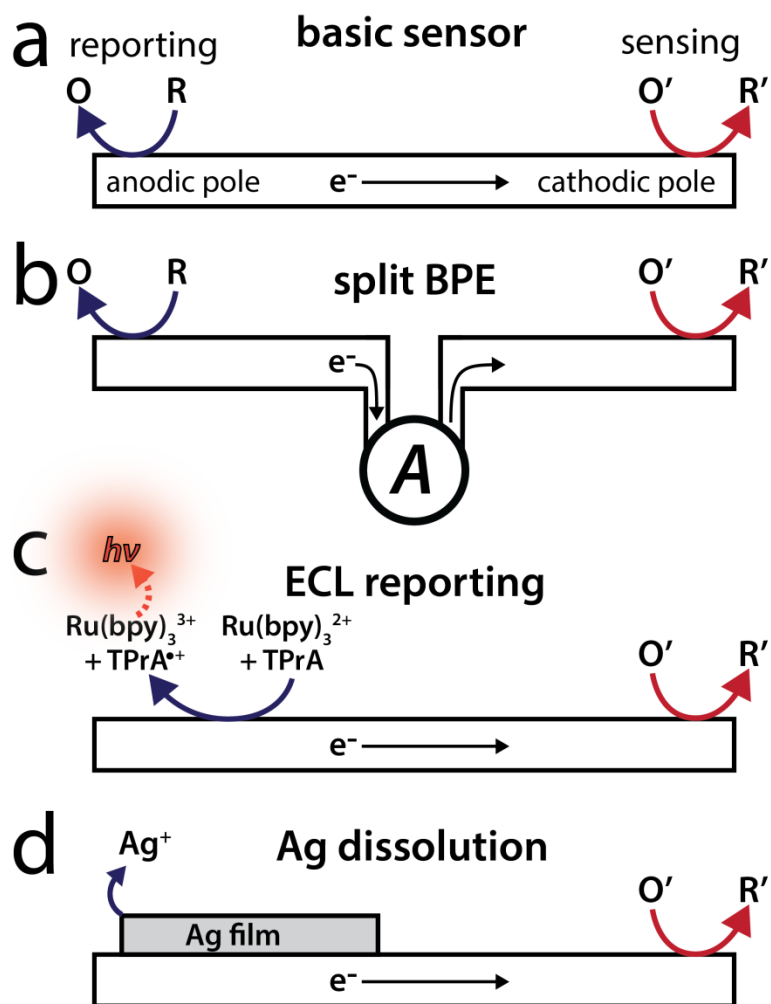 a
basic sensor
reporting
sensing
O R O′ R′
anodic pole e⁻ cathodic pole
b
split BPE
O R O′ R′
e⁻
A
c
hν
ECL reporting
Ru(bpy)₃³⁺ Ru(bpy)₃²⁺
+ TPrA•⁺ + TPrA
O′ R′
e⁻
d
Ag dissolution
Ag⁺
O′ R′
Ag film
e⁻